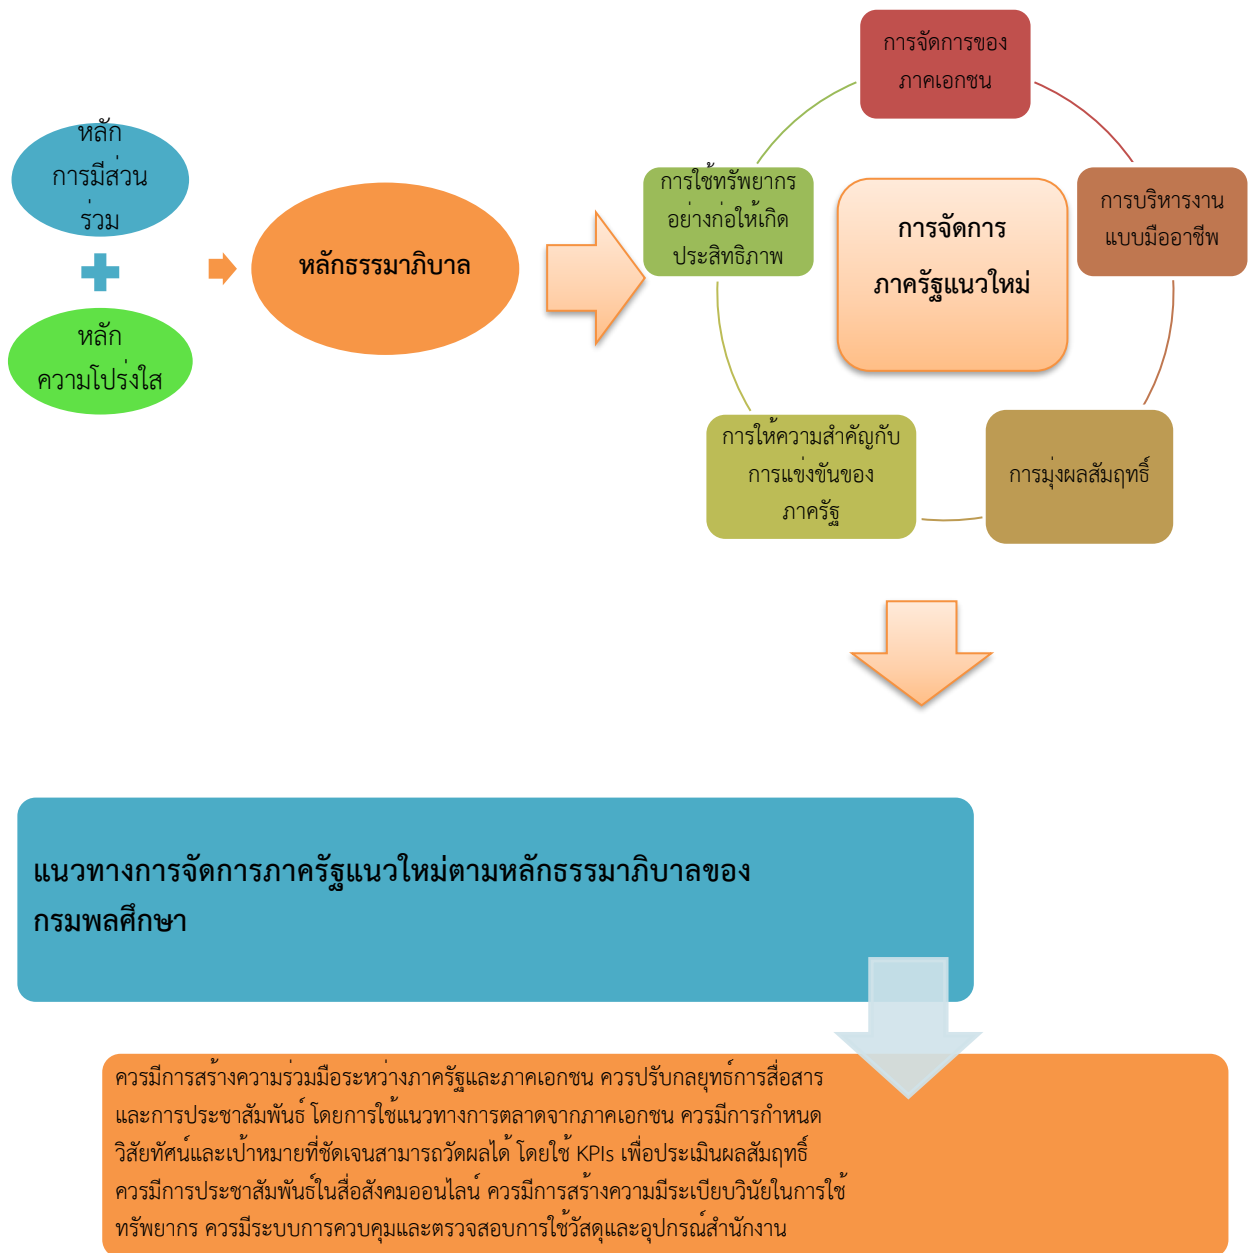 หลัก
การมีส่วน
ร่วม
หลัก
ความโปร่งใส
หลักธรรมาภิบาล
การจัดการของ
ภาคเอกชน
การใช้ทรัพยากร
อย่างก่อให้เกิด
ประสิทธิภาพ
การจัดการ
ภาครัฐแนวใหม่
การบริหารงาน
แบบมืออาชีพ
การให้ความสำคัญกับ
การแข่งขันของ
ภาครัฐ
การมุ่งผลสัมฤทธิ์
แนวทางการจัดการภาครัฐแนวใหม่ตามหลักธรรมาภิบาลของ
กรมพลศึกษา
ควรมีการสร้างความร่วมมือระหว่างภาครัฐและภาคเอกชน ควรปรับกลยุทธ์การสื่อสาร
และการประชาสัมพันธ์ โดยการใช้แนวทางการตลาดจากภาคเอกชน ควรมีการกำหนด
วิสัยทัศน์และเป้าหมายที่ชัดเจนสามารถวัดผลได้ โดยใช้ KPIs เพื่อประเมินผลสัมฤทธิ์
ควรมีการประชาสัมพันธ์ในสื่อสังคมออนไลน์ ควรมีการสร้างความมีระเบียบวินัยในการใช้
ทรัพยากร ควรมีระบบการควบคุมและตรวจสอบการใช้วัสดุและอุปกรณ์สำนักงาน